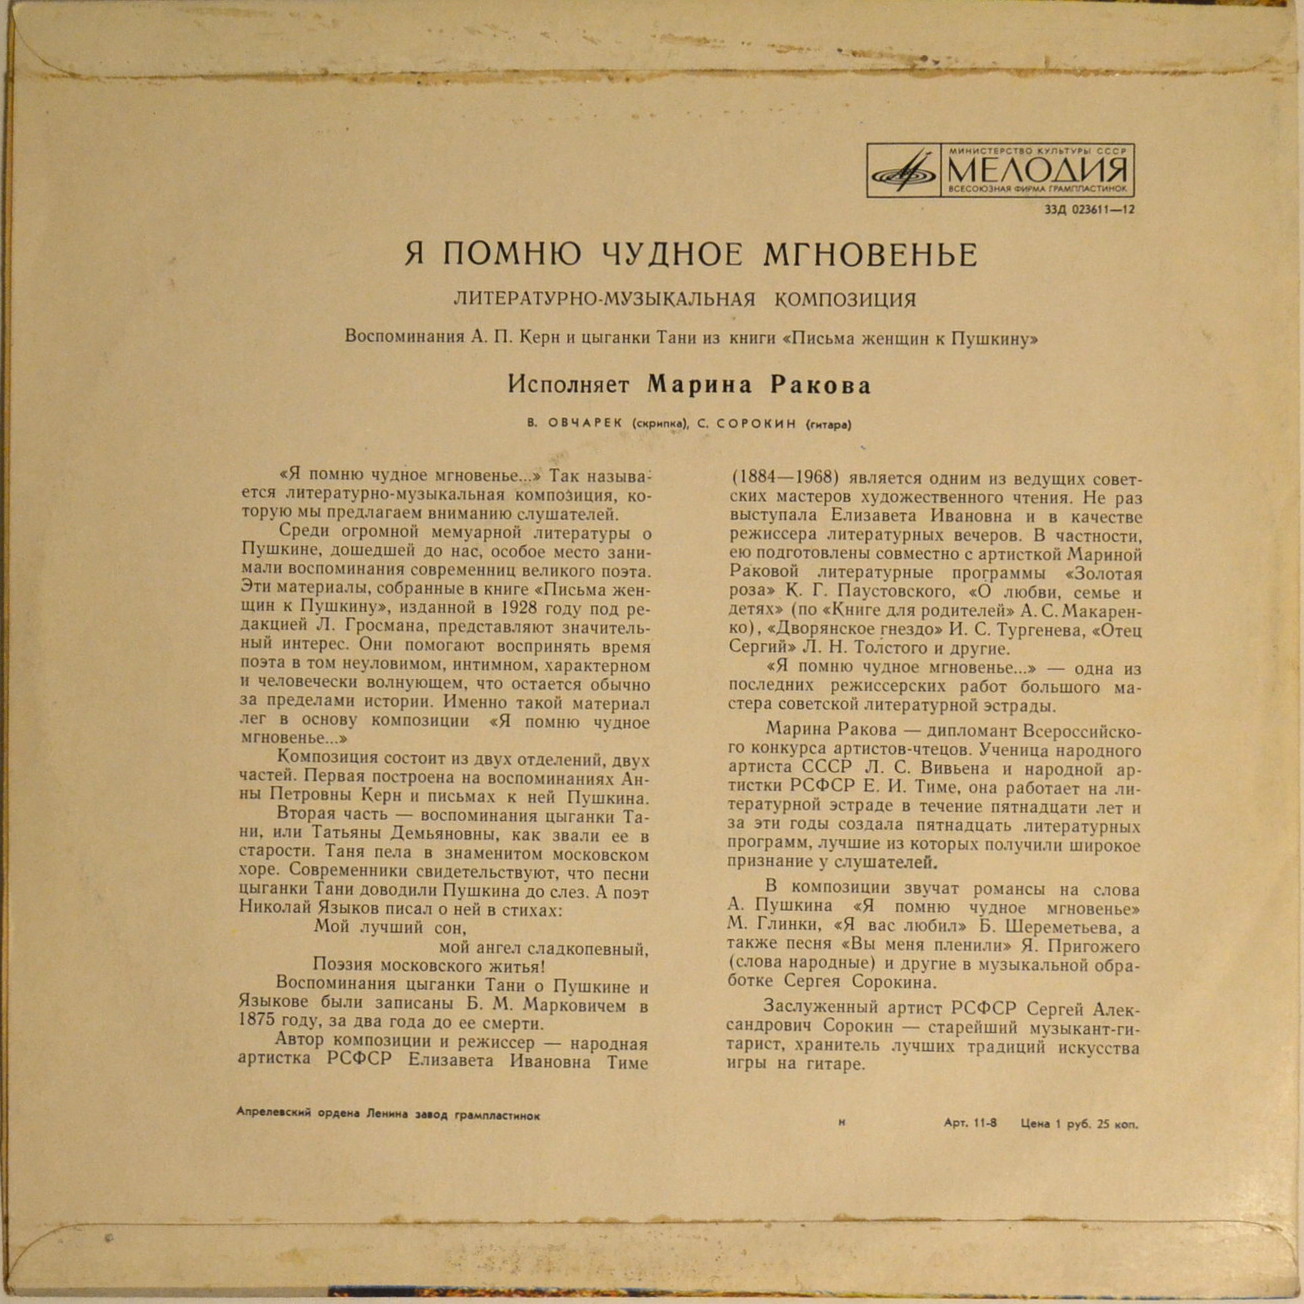 МИНИСТЕРСТВО КУЛЬТУРЫ СССР
МЕЛОДИЯ
ВСЕСОЮЗНАЯ ФИРМА ГРАМПЛАСТИНОК
33Д 023611—12
Я ПОМНЮ ЧУДНОЕ МГНОВЕНЬЕ
ЛИТЕРАТУРНО-МУЗЫКАЛЬНАЯ КОМПОЗИЦИЯ
Воспоминания А. П. Керн и цыганки Тани из книги «Письма женщин к Пушкину»
Исполняет Марина Ракова
В. ОВЧАРЕК (скрипка), С. СОРОКИН (гитара)
«Я помню чудное мгновенье...» Так называ-
ется литературно-музыкальная композиция, ко-
торую мы предлагаем вниманию слушателей.
Среди огромной мемуарной литературы о
Пушкине, дошедшей до нас, особое место зани-
мали воспоминания современниц великого поэта.
Эти материалы, собранные в книге «Письма жен-
щин к Пушкину», изданной в 1928 году под ре-
дакцией Л. Гросмана, представляют значитель-
ный интерес. Они помогают воспринять время
поэта в том неуловимом, интимном, характерном
и человечески волнующем, что остается обычно
за пределами истории. Именно такой материал
лег в основу композиции «Я помню чудное
мгновенье...»
Композиция состоит из двух отделений, двух
частей. Первая построена на воспоминаниях Ан-
ны Петровны Керн и письмах к ней Пушкина.
Вторая часть — воспоминания цыганки Та-
ни, или Татьяны Демьяновны, как звали ее в
старости. Таня пела в знаменитом московском
хоре. Современники свидетельствуют, что песни
цыганки Тани доводили Пушкина до слез. А поэт
Николай Языков писал о ней в стихах:
Мой лучший сон,
мой ангел сладкопевный,
Поэзия московского житья!
Воспоминания цыганки Тани о Пушкине и
Языкове были записаны Б. М. Марковичем в
1875 году, за два года до ее смерти.
Автор композиции и режиссер — народная
артистка РСФСР Елизавета Ивановна Тиме
(1884—1968) является одним из ведущих совет-
ских мастеров художественного чтения. Не раз
выступала Елизавета Ивановна и в качестве
режиссера литературных вечеров. В частности,
ею подготовлены совместно с артисткой Мариной
Раковой литературные программы «Золотая
роза» К. Г. Паустовского, «О любви, семье и
детях» (по «Книге для родителей» А. С. Макарен-
ко), «Дворянское гнездо» И. С. Тургенева, «Отец
Сергий» Л. Н. Толстого и другие.
«Я помню чудное мгновенье...» — одна из
последних режиссерских работ большого ма-
стера советской литературной эстрады.
Марина Ракова — дипломант Всероссийско-
го конкурса артистов-чтецов. Ученица народного
артиста СССР Л. С. Вивьена и народной ар-
тистки РСФСР Е. И. Тиме, она работает на ли-
тературной эстраде в течение пятнадцати лет и
за эти годы создала пятнадцать литературных
программ, лучшие из которых получили широкое
признание у слушателей.
В композиции звучат романсы на слова
А. Пушкина «Я помню чудное мгновенье»
М. Глинки, «Я вас любил» Б. Шереметьева, а
также песня «Вы меня пленили» Я. Пригожего
(слова народные) и другие в музыкальной обра-
ботке Сергея Сорокина.
Заслуженный артист РСФСР Сергей Алек-
сандрович Сорокин — старейший музыкант-ги-
тарист, хранитель лучших традиций искусства
игры на гитаре.
Апрелевский ордена Ленина завод грампластинок
н
Арт. 11-8 Цена 1 руб. 25 коп.